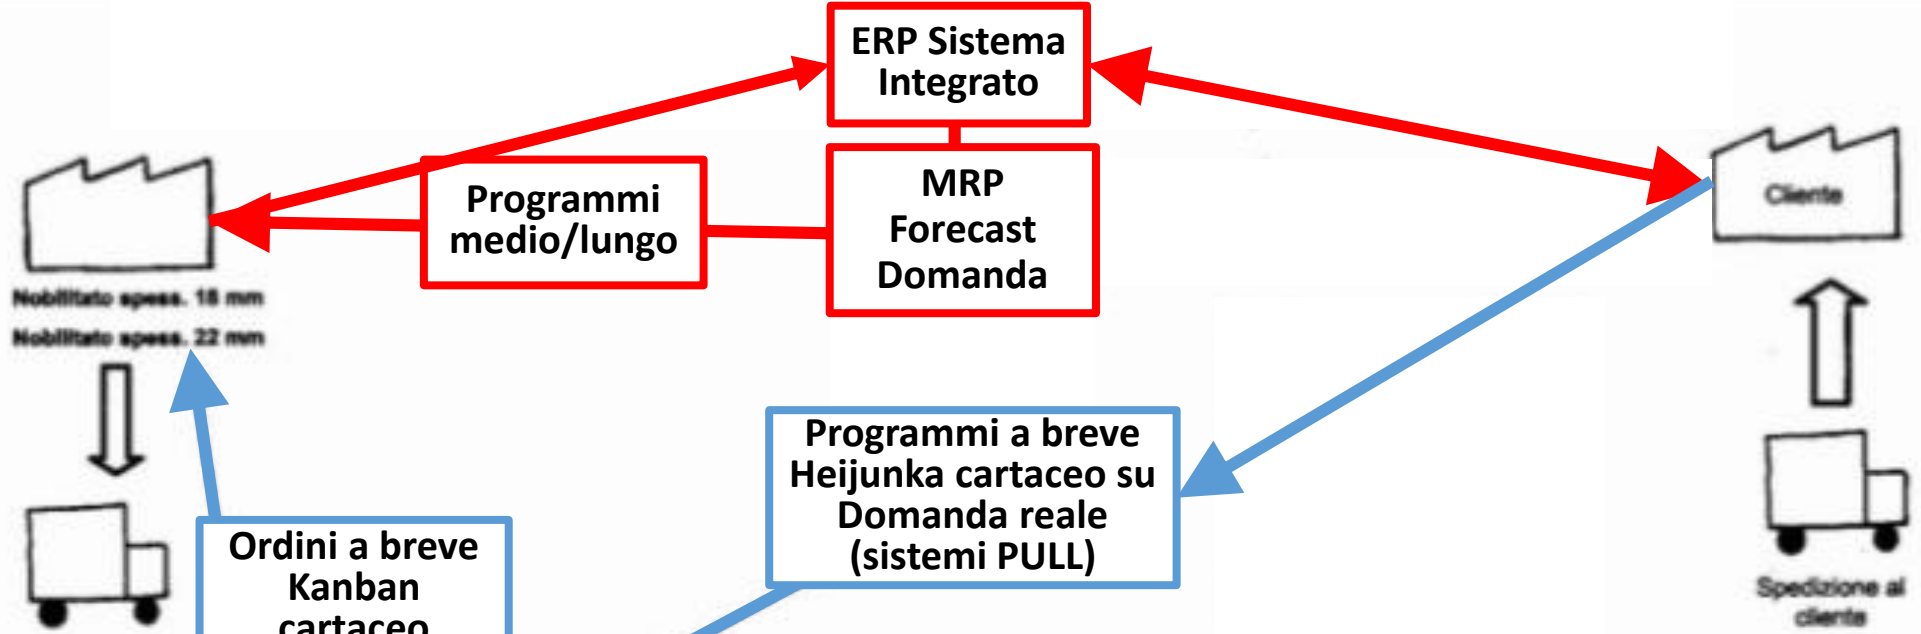 ERP Sistema
Integrato
Programmi
medio/lungo
MRP
Forecast
Domanda
Cliente
Nobilitato spess. 18 mm
Nobilitato spess. 22 mm
Programmi a breve
Heijunka cartaceo su
Domanda reale
(sistemi PULL)
Ordini a breve
Kanban
cartaceo
Spedizione al
cliente